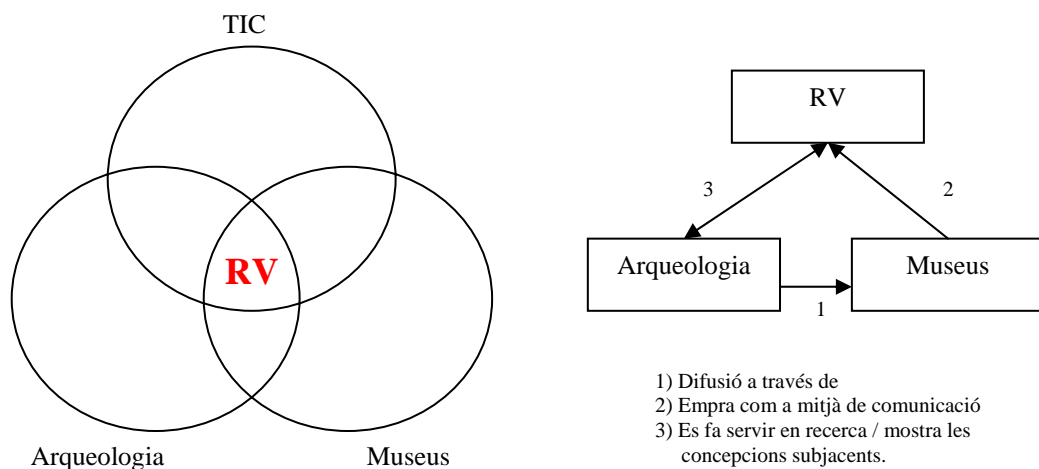 TIC
RV
Arqueologia
Museus
RV
3
2
Arqueologia
Museus
1
1) Difusió a través de
2) Empra com a mitjà de comunicació
3) Es fa servir en recerca / mostra les
concepcions subjacents.